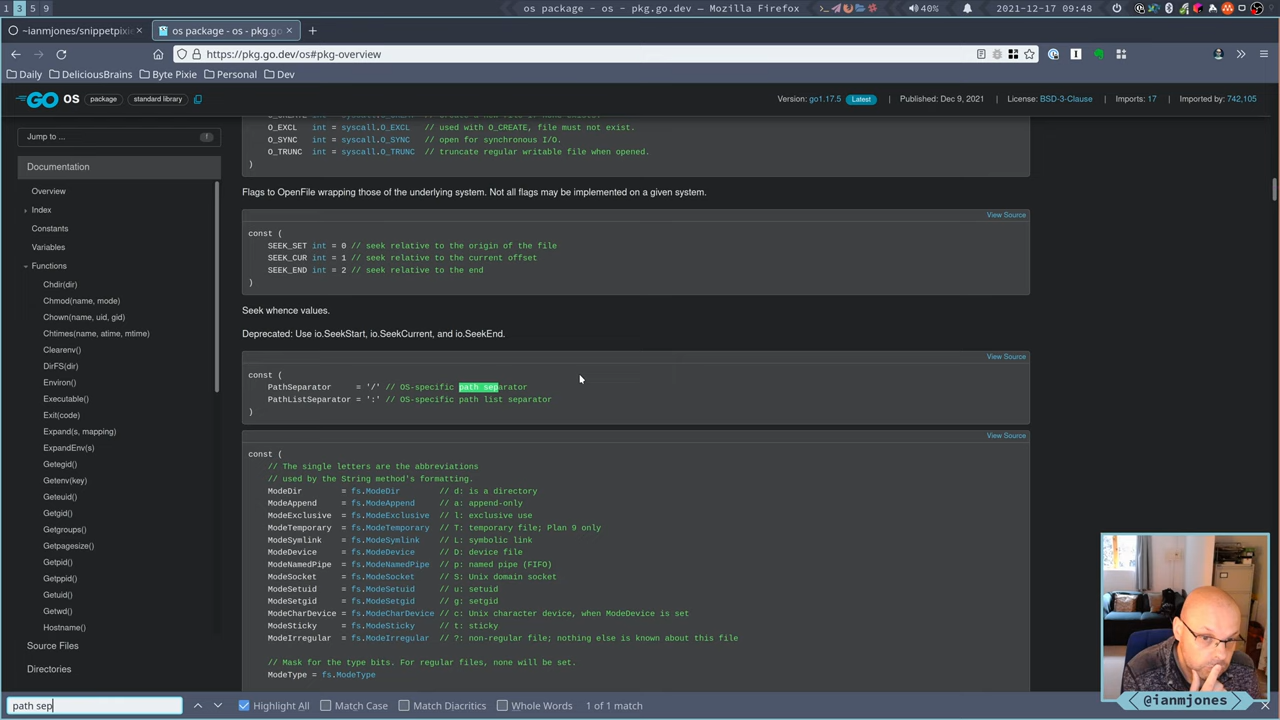 1 3 5 9
os package - os - pkg.go.dev — Mozilla Firefox
40%
2021-12-17 09:48
~ianmjones/snippetpixie
os package - os - pkg.go.dev
https://pkg.go.dev/os#pkg-overview
Daily DeliciousBrains Byte Pixie Personal Dev
GO os package standard library
Version: go1.17.5 Latest Published: Dec 9, 2021 License: BSD-3-Clause Imports: 17 Imported by: 742,105
Jump to ...
Documentation
Overview
Index
Constants
Variables
Functions
Chdir(dir)
Chmod(name, mode)
Chown(name, uid, gid)
Chtimes(name, atime, mtime)
Clearenv()
DirFS(dir)
Environ()
Executable()
Exit(code)
Expand(s, mapping)
ExpandEnv(s)
Getegid()
Getenv(key)
Geteuid()
Getgid()
Getgroups()
Getpagesize()
Getpid()
Getppid()
Getuid()
Getwd()
Hostname()
Source Files
Directories
O_EXCL int = syscall.O_EXCL // used with O_CREATE, file must not exist.
O_SYNC int = syscall.O_SYNC // open for synchronous I/O.
O_TRUNC int = syscall.O_TRUNC // truncate regular writable file when opened.
)
Flags to OpenFile wrapping those of the underlying system. Not all flags may be implemented on a given system.
View Source
const (
SEEK_SET int = 0 // seek relative to the origin of the file
SEEK_CUR int = 1 // seek relative to the current offset
SEEK_END int = 2 // seek relative to the end
)
Seek whence values.
Deprecated: Use io.SeekStart, io.SeekCurrent, and io.SeekEnd.
View Source
const (
PathSeparator = '/' // OS-specific path separator
PathListSeparator = ':' // OS-specific path list separator
)
View Source
const (
// The single letters are the abbreviations
// used by the String method's formatting.
ModeDir = fs.ModeDir // d: is a directory
ModeAppend = fs.ModeAppend // a: append-only
ModeExclusive = fs.ModeExclusive // l: exclusive use
ModeTemporary = fs.ModeTemporary // T: temporary file; Plan 9 only
ModeSymlink = fs.ModeSymlink // L: symbolic link
ModeDevice = fs.ModeDevice // D: device file
ModeNamedPipe = fs.ModeNamedPipe // p: named pipe (FIFO)
ModeSocket = fs.ModeSocket // S: Unix domain socket
ModeSetuid = fs.ModeSetuid // u: setuid
ModeSetgid = fs.ModeSetgid // g: setgid
ModeCharDevice = fs.ModeCharDevice // c: Unix character device, when ModeDevice is set
ModeSticky = fs.ModeSticky // t: sticky
ModeIrregular = fs.ModeIrregular // ?: non-regular file; nothing else is known about this file
// Mask for the type bits. For regular files, none will be set.
ModeType = fs.ModeType
@ianmjones
path sep
Highlight All Match Case Match Diacritics Whole Words 1 of 1 match